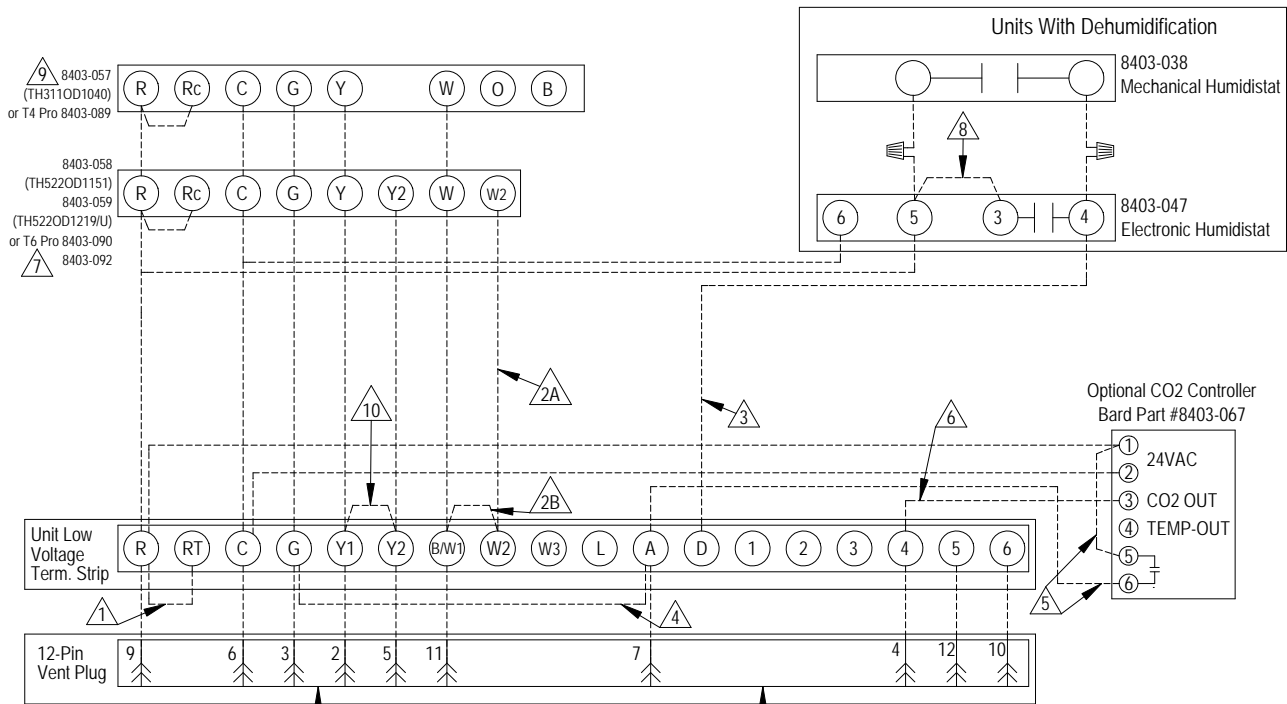 Units With Dehumidification
8403-038
Mechanical Humidistat
8
6 5 3 4
8403-047
Electronic Humidistat
9 8403-057
(TH311OD1040)
or T4 Pro 8403-089
R Rc C G Y W O B
8403-058
(TH522OD1151)
8403-059
(TH522OD1219/U)
or T6 Pro 8403-090
7 8403-092
R Rc C G Y Y2 W W2
2A
10
3
6
2B
Optional CO2 Controller
Bard Part #8403-067
1
24VAC
2
3 CO2 OUT
4 TEMP-OUT
5
6
5
Unit Low
Voltage
Term. Strip
R RT C G Y1 Y2 B/W1 W2 W3 L A D 1 2 3 4 5 6
1
4
12-Pin
Vent Plug
9 6 3 2 5 11 7 4 12 10